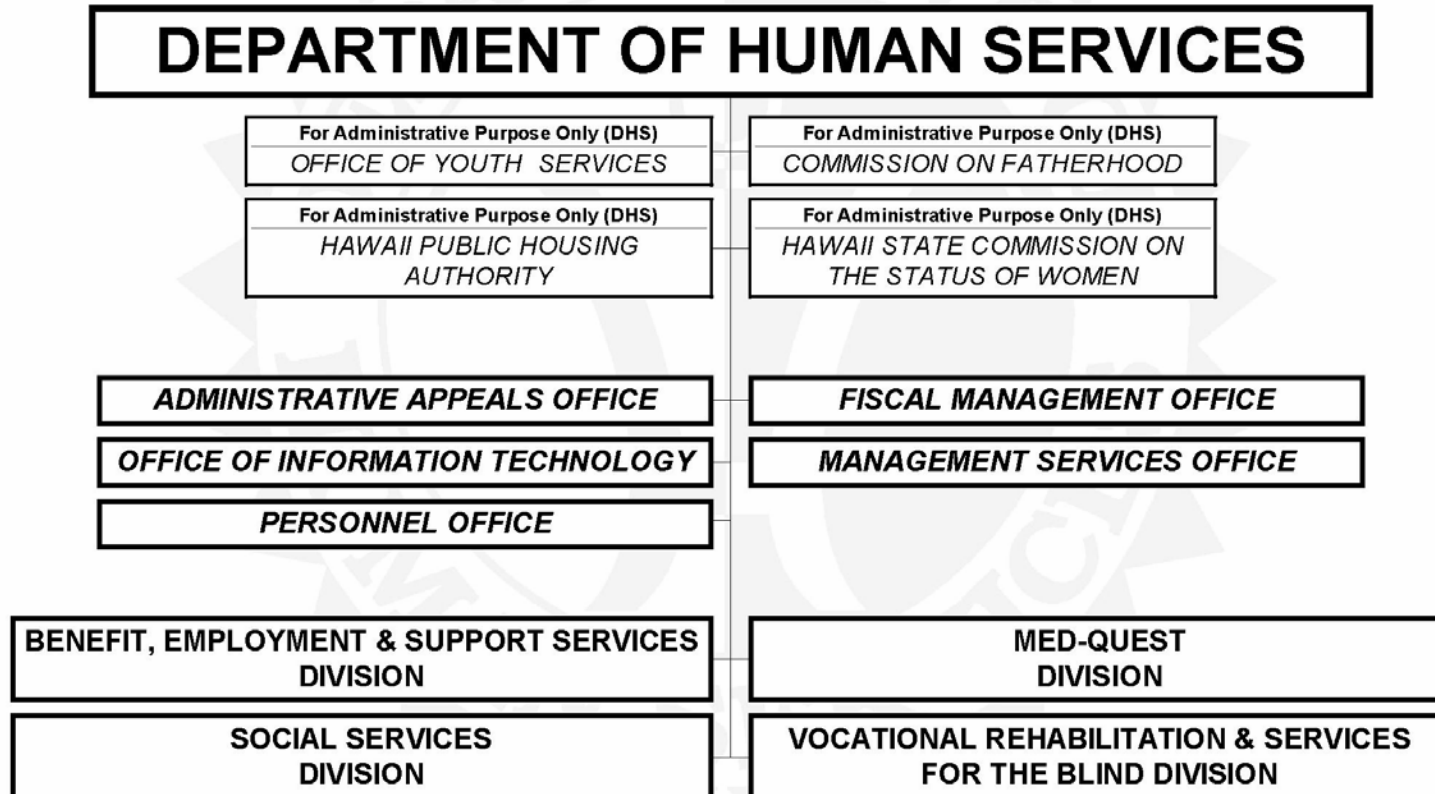 DEPARTMENT OF HUMAN SERVICES
For Administrative Purpose Only (DHS)
OFFICE OF YOUTH SERVICES
For Administrative Purpose Only (DHS)
COMMISSION ON FATHERHOOD
For Administrative Purpose Only (DHS)
HAWAII PUBLIC HOUSING
AUTHORITY
For Administrative Purpose Only (DHS)
HAWAII STATE COMMISSION ON
THE STATUS OF WOMEN
ADMINISTRATIVE APPEALS OFFICE
FISCAL MANAGEMENT OFFICE
OFFICE OF INFORMATION TECHNOLOGY
MANAGEMENT SERVICES OFFICE
PERSONNEL OFFICE
BENEFIT, EMPLOYMENT & SUPPORT SERVICES
DIVISION
MED-QUEST
DIVISION
SOCIAL SERVICES
DIVISION
VOCATIONAL REHABILITATION & SERVICES
FOR THE BLIND DIVISION